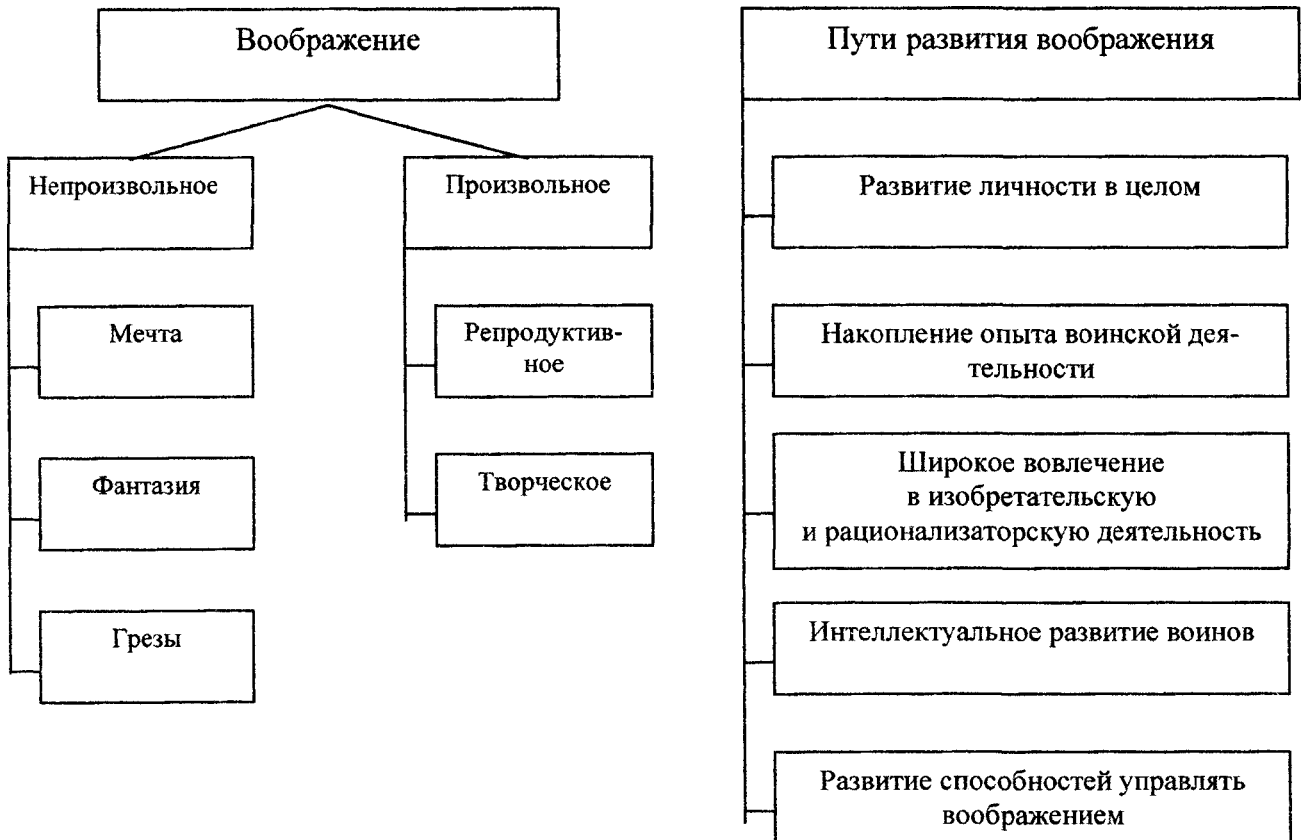 Воображение
Непроизвольное
Мечта
Фантазия
Грезы
Произвольное
Репродуктив-
ное
Творческое
Пути развития воображения
Развитие личности в целом
Накопление опыта воинской дея-
тельности
Широкое вовлечение
в изобретательскую
и рационализаторскую деятельность
Интеллектуальное развитие воинов
Развитие способностей управлять
воображением